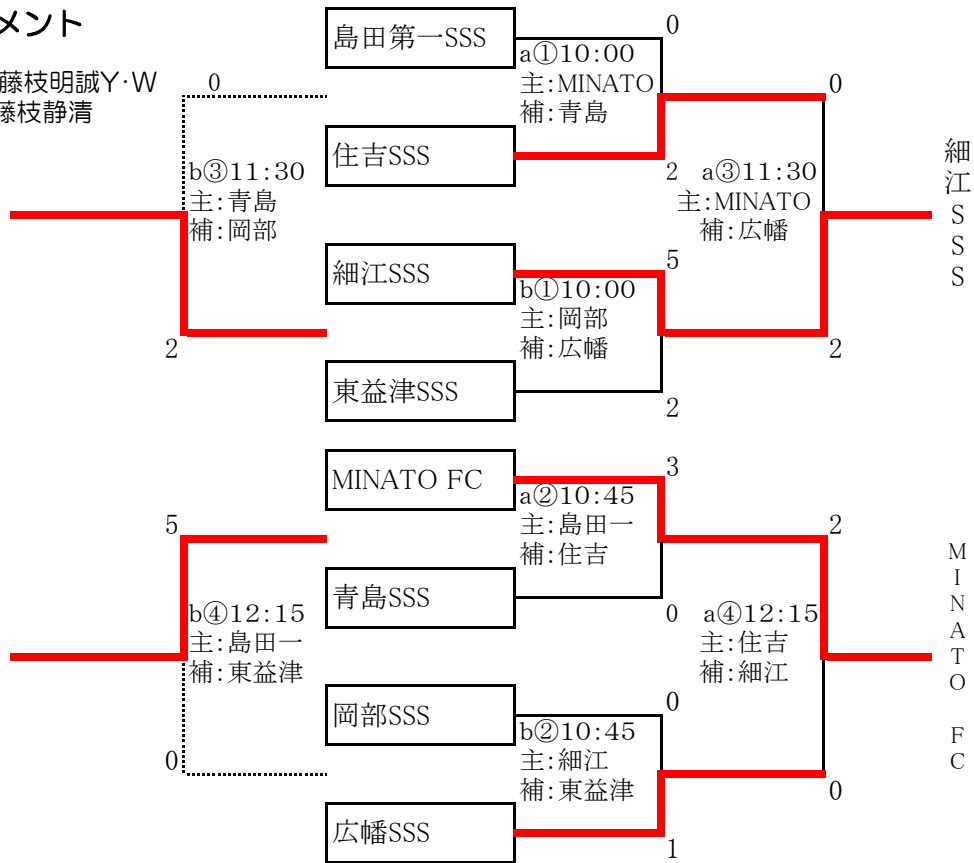 メント
藤枝明誠Y·W
藤枝静清
0
b③11:30
主:青島
補:岡部
2
5
b④12:15
主:島田一
補:東益津
0
島田第一SSS
住吉SSS
細江SSS
東益津SSS
MINATO FC
青島SSS
岡部SSS
広幡SSS
0
a①10:00
主:MINATO
補:青島
2
5
b①10:00
主:岡部
補:広幡
2
3
a②10:45
主:島田一
補:住吉
0
0
b②10:45
主:細江
補:東益津
1
0
a③11:30
主:MINATO
補:広幡
2
2
a④12:15
主:住吉
補:細江
0
細江SSS
MINATO FC